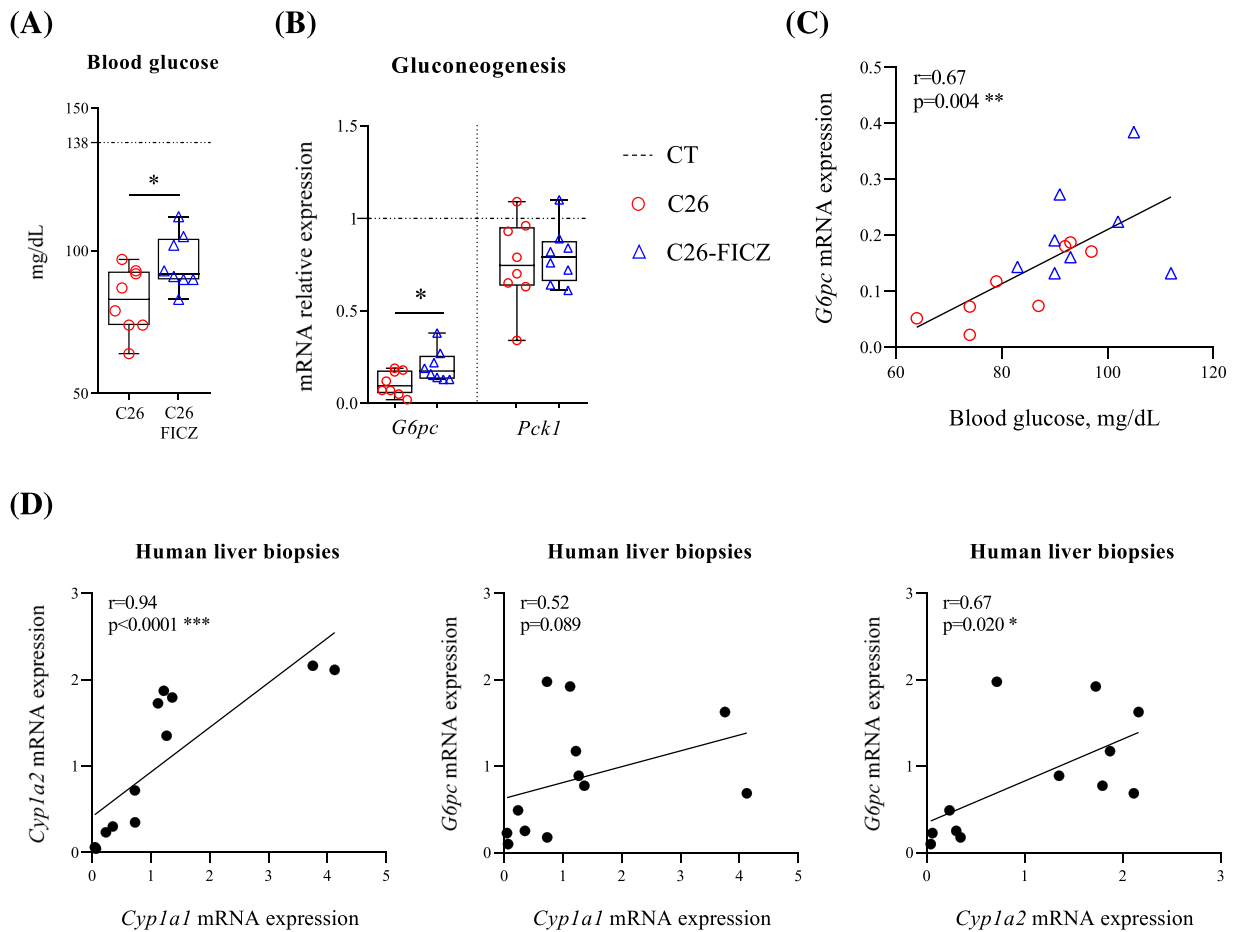 (A)
Blood glucose
mg/dL
150
138
100
50
*
C26
C26
FICZ
(B)
Gluconeogenesis
mRNA relative expression
1.5
1
0.5
0.0
*
G6pc
Pck1
CT
C26
C26-FICZ
(C)
r=0.67
p=0.004 **
G6pc mRNA expression
0.5
0.4
0.3
0.2
0.1
0.0
60
80
100
120
Blood glucose, mg/dL
(D)
Human liver biopsies
r=0.94
p<0.0001 ***
Cyp1a2 mRNA expression
3
2
1
0
0
1
2
3
4
5
Cyp1a1 mRNA expression
Human liver biopsies
r=0.52
p=0.089
G6pc mRNA expression
3
2
1
0
0
1
2
3
4
5
Cyp1a1 mRNA expression
Human liver biopsies
r=0.67
p=0.020 *
G6pc mRNA expression
3
2
1
0
0
1
2
3
Cyp1a2 mRNA expression